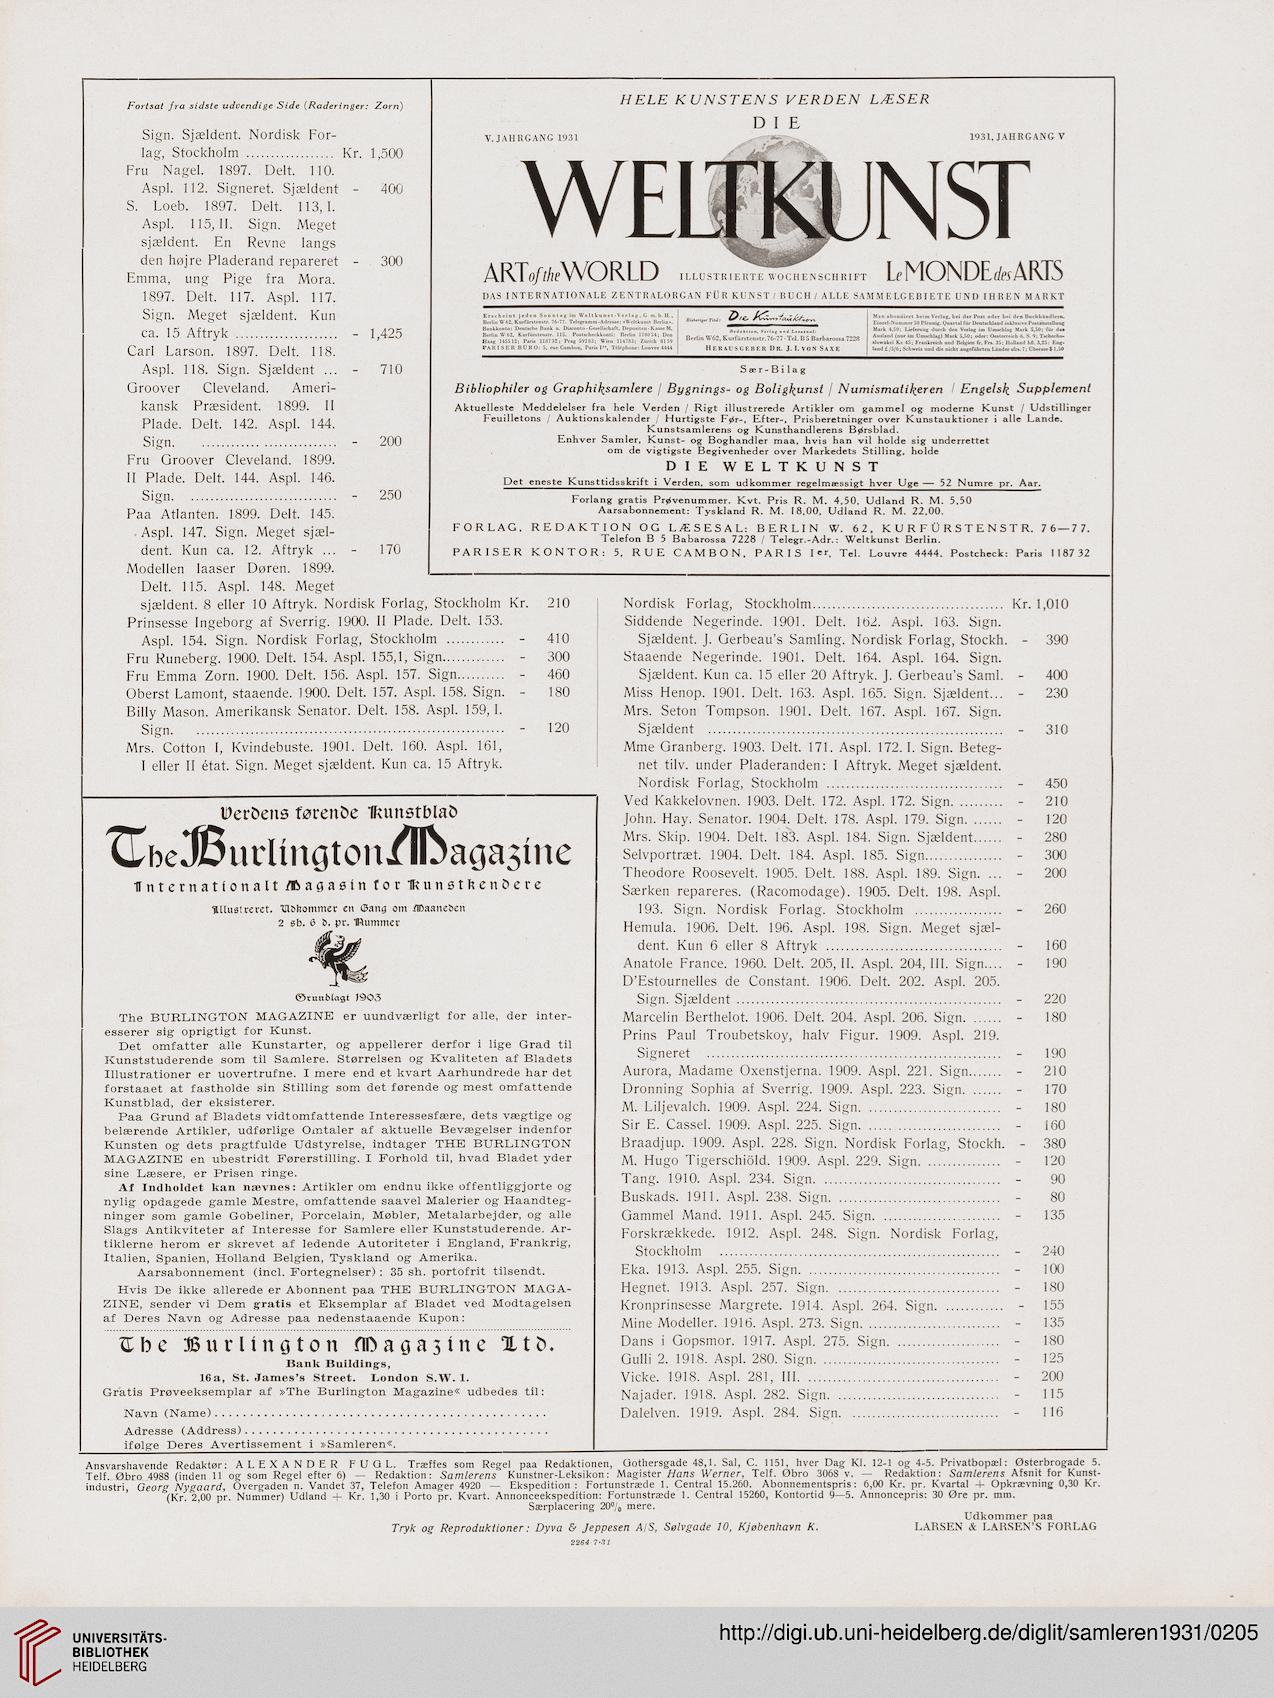 Fortsat fra sidste udvendige Side (Raderinger: Zorn)
Sign. Sjældent. Nordisk For-
lag, Stockholm .................. Kr. 1,500
Fru Nagel. 1897. Delt. 110.
Aspl. 112. Signeret. Sjældent - 400
S. Loeb. 1897. Delt. 113, I.
Aspl. 115, II. Sign. Meget
sjældent. En Revne langs
den højre Pladerand repareret - 300
Emma, ung Pige fra Mora.
1897. Delt. 117. Aspl. 117.
Sign. Meget sjældent. Kun
ca. 15 Aftryk ..................... - 1,425
Carl Larson. 1897. Delt. 118.
Aspl. 118. Sign. Sjældent ... - 710
Groover Cleveland. Ameri-
kansk Præsident. 1899. II
Plade. Delt. 142. Aspl. 144.
Sign. ............................ - 200
Fru Groover Cleveland. 1899.
II Plade. Delt. 144. Aspl. 146.
Sign. .............................. - 250
Paa Atlanten. 1899. Delt. 145.
Aspl. 147. Sign. Meget sjæl-
dent. Kun ca. 12. Aftryk ... - 170
Modellen laaser Døren. 1899.
Delt. 115. Aspl. 148. Meget
sjældent. 8 eller 10 Aftryk. Nordisk Forlag, Stockholm Kr. 210
Prinsesse Ingeborg af Sverrig. 1900. II Plade. Delt. 153.
Aspl. 154. Sign. Nordisk Forlag, Stockholm ............ - 410
Fru Runeberg. 1900. Delt. 154. Aspl. 155,1, Sign............. - 300
Fru Emma Zorn. 1900. Delt. 156. Aspl. 157. Sign.......... - 460
Oberst Lamont, staaende. 1900. Delt. 157. Aspl. 158. Sign. - 180
Billy Mason. Amerikansk Senator. Delt. 158. Aspl. 159, I.
Sign. ............................................................... - 120
Mrs. Cotton I, Kvindebuste. 1901. Delt. 160. Aspl. 161,
I eller II état. Sign. Meget sjældent. Kun ca. 15 Aftryk.
HELE KUNSTENS VERDEN LÆSER
DIE
V. JAHRGANG 1931 1931, JAHRGANG V
WELTKUNST
ART of the WORLD ILLUSTRIERTE WOCHENSCHRIFT Le MONDE des ARTS
DAS INTERNATIONALE ZENTRALORGAN FÜR KUNST / BUCH / ALLE SAMMELGEBIETE UND IHREN MARKT
Erscheint jeden Sonntag im Weltkunst-Verlag, G. m. b. H.,
Berlin W 62, Kurfürstenstr. 76-77. Telegramm-Adresse: »Weltkunst Berlin«.
Bisheriger Titel: Die Kunstauktion
Redaktion, Verlag und Lesesaal:
Berlin W62, Kurfürstenstr. 76-77 · Tel. B5 Barbarossa 7228
HERAUSGEBER DR. J. I. VON SAXE
Sær-Bilag
Bibliophiler og Graphiksamlere / Bygnings- og Boligkunst / Numismatikeren / Engelsk Supplement
Aktuelleste Meddelelser fra hele Verden / Rigt illustrerede Artikler om gammel og moderne Kunst / Udstillinger
Feuilletons / Auktionskalender / Hurtigste Før-, Efter-, Prisberetninger over Kunstauktioner i alle Lande.
Kunstsamlerens og Kunsthandlerens Børsblad.
Enhver Samler, Kunst- og Boghandler maa, hvis han vil holde sig underrettet
om de vigtigste Begivenheder over Markedets Stilling, holde
DIE WELTKUNST
Det eneste Kunsttidsskrift i Verden, som udkommer regelmæssigt hver Uge — 52 Numre pr. Aar.
Forlang gratis Prøvenummer. Kvt. Pris R. M. 4,50, Udland R. M. 5,50
Aarsabonnement: Tyskland R. M. 18,00, Udland R. M. 22,00.
FORLAG, REDAKTION OG LÆSESAL: BERLIN W. 62, KURFÜRSTENSTR. 76—77.
Telefon B 5 Babarossa 7228 / Telegr.-Adr.: Weltkunst Berlin.
PARISER KONTOR: 5, RUE CAMBON, PARIS Ier, Tel. Louvre 4444. Postcheck: Paris 118732
Nordisk Forlag, Stockholm...................................... Kr. 1,010
Siddende Negerinde. 1901. Delt. 162. Aspl. 163. Sign.
Sjældent. J. Gerbeau's Samling. Nordisk Forlag, Stockh. - 390
Staaende Negerinde. 1901. Delt. 164. Aspl. 164. Sign.
Sjældent. Kun ca. 15 eller 20 Aftryk. J. Gerbeau's Saml. - 400
Miss Henop. 1901. Delt. 163. Aspl. 165. Sign. Sjældent... - 230
Mrs. Seton Tompson. 1901. Delt. 167. Aspl. 167. Sign.
Sjældent ........................................................... - 310
Mme Granberg. 1903. Delt. 171. Aspl. 172. I. Sign. Beteg-
net tilv. under Pladeranden: 1 Aftryk. Meget sjældent.
Nordisk Forlag, Stockholm ................................... - 450
Ved Kakkelovnen. 1903. Delt. 172. Aspl. 172. Sign. ......... - 210
John. Hay. Senator. 1904. Delt. 178. Aspl. 179. Sign. ...... - 120
Mrs. Skip. 1904. Delt. 183. Aspl. 184. Sign. Sjældent...... - 280
Selvportræt. 1904. Delt. 184. Aspl. 185. Sign................ - 300
Theodore Roosevelt. 1905. Delt. 188. Aspl. 189. Sign. ... - 200
Særken repareres. (Racomodage). 1905. Delt. 198. Aspl.
193. Sign. Nordisk Forlag. Stockholm .................. - 260
Hemula. 1906. Delt. 196. Aspl. 198. Sign. Meget sjæl-
dent. Kun 6 eller 8 Aftryk ................................... - 160
Anatole France. 1960. Delt. 205, II. Aspl. 204, III. Sign.... - 190
D'Estournelles de Constant. 1906. Delt. 202. Aspl. 205.
Sign. Sjældent ..................................................... - 220
Marcelin Berthelot. 1906. Delt. 204. Aspl. 206. Sign. ...... - 180
Prins Paul Troubetskoy, halv Figur. 1909. Aspl. 219.
Signeret ........................................................... - 190
Aurora, Madame Oxenstjerna. 1909. Aspl. 221. Sign....... - 210
Dronning Sophia af Sverrig. 1909. Aspl. 223. Sign. ...... - 170
M. Liljevalch. 1909. Aspl. 224. Sign. .......................... - 180
Sir E. Cassel. 1909. Aspl. 225. Sign. .......................... - 160
Braadjup. 1909. Aspl. 228. Sign. Nordisk Forlag, Stockh. - 380
M. Hugo Tigerschiöld. 1909. Aspl. 229. Sign. ............... - 120
Tang. 1910. Aspl. 234. Sign. ................................... - 90
Buskads. 1911. Aspl. 238. Sign. ................................ - 80
Gammel Mand. 1911. Aspl. 245. Sign. ........................ - 135
Forskrækkede. 1912. Aspl. 248. Sign. Nordisk Forlag,
Stockholm ........................................................ - 240
Eka. 1913. Aspl. 255. Sign. ...................................... - 100
Hegnet. 1913. Aspl. 257. Sign. ................................ - 180
Kronprinsesse Margrete. 1914. Aspl. 264. Sign. ............ - 155
Mine Modeller. 1916. Aspl. 273. Sign. .......................... - 135
Dans i Gopsmor. 1917. Aspl. 275. Sign. ..................... - 180
Gulli 2. 1918. Aspl. 280. Sign. ................................... - 125
Vicke. 1918. Aspl. 281, III. ...................................... - 200
Najader. 1918. Aspl. 282. Sign. ................................ - 115
Dalelven. 1919. Aspl. 284. Sign. ............................. - 116
Verdens førende Kunstblad
The Burlington Magazine
Internationalt Magasin for Kunstkendere
Illustreret. Udkommer en Gang om Maaneden
2 sh. 6 d. pr. Nummer
Grundlagt 1903
The BURLINGTON MAGAZINE er uundværligt for alle, der inter-
esserer sig oprigtigt for Kunst.
Det omfatter alle Kunstarter, og appellerer derfor i lige Grad til
Kunststuderende som til Samlere. Størrelsen og Kvaliteten af Bladets
Illustrationer er uovertrufne. I mere end et kvart Aarhundrede har det
forstaaet at fastholde sin Stilling som det førende og mest omfattende
Kunstblad, der eksisterer.
Paa Grund af Bladets vidtomfattende Interessesfære, dets vægtige og
belærende Artikler, udførlige Omtaler af aktuelle Bevægelser indenfor
Kunsten og dets pragtfulde Udstyrelse, indtager THE BURLINGTON
MAGAZINE en ubestridt Førerstilling. I Forhold til, hvad Bladet yder
sine Læsere, er Prisen ringe.
Af Indholdet kan nævnes: Artikler om endnu ikke offentliggjorte og
nylig opdagede gamle Mestre, omfattende saavel Malerier og Haandteg-
ninger som gamle Gobeliner, Porcelain, Møbler, Metalarbejder, og alle
Slags Antikviteter af Interesse for Samlere eller Kunststuderende. Ar-
tiklerne herom er skrevet af ledende Autoriteter i England, Frankrig,
Italien, Spanien, Holland Belgien, Tyskland og Amerika.
Aarsabonnement (incl. Fortegnelser): 35 sh. portofrit tilsendt.
Hvis De ikke allerede er Abonnent paa THE BURLINGTON MAGA-
ZINE, sender vi Dem gratis et Eksemplar af Bladet ved Modtagelsen
af Deres Navn og Adresse paa nedenstaaende Kupon:
The Burlington Magazine Ltd.
Bank Buildings,
16a, St. James's Street. London S.W. 1.
Gratis Prøveeksemplar af »The Burlington Magazine« udbedes til:
Navn (Name)...............................................
Adresse (Address)...........................................
ifølge Deres Avertissement i »Samleren«.
Ansvarshavende Redaktør: ALEXANDER FUGL. Træffes som Regel paa Redaktionen, Gothersgade 48,1. Sal, C. 1151, hver Dag Kl. 12-1 og 4-5. Privatbopæl: Østerbrogade 5.
Telf. Øbro 4988 (inden 11 og som Regel efter 6) — Redaktion: Samlerens Kunstner-Leksikon: Magister Hans Werner, Telf. Øbro 3068 v. — Redaktion: Samlerens Afsnit for Kunst-
industri, Georg Nygaard, Overgaden n. Vandet 37, Telefon Amager 4920 — Ekspedition: Fortunstræde 1. Central 15.260. Abonnementspris: 6,00 Kr. pr. Kvartal + Opkrævning 0,30 Kr.
(Kr. 2,00 pr. Nummer) Udland + Kr. 1,30 i Porto pr. Kvart. Annonceekspedition: Fortunstræde 1. Central 15260, Kontortid 9—5. Annoncepris: 30 Øre pr. mm.
Særplacering 20% mere.
Tryk og Reproduktioner: Dyva & Jeppesen A/S, Sølvgade 10, Kjøbenhavn K.
Udkommer paa
LARSEN & LARSEN'S FORLAG
2264 7-31
UNIVERSITÄTS-
BIBLIOTHEK
HEIDELBERG
http://digi.ub.uni-heidelberg.de/diglit/samleren1931/0205